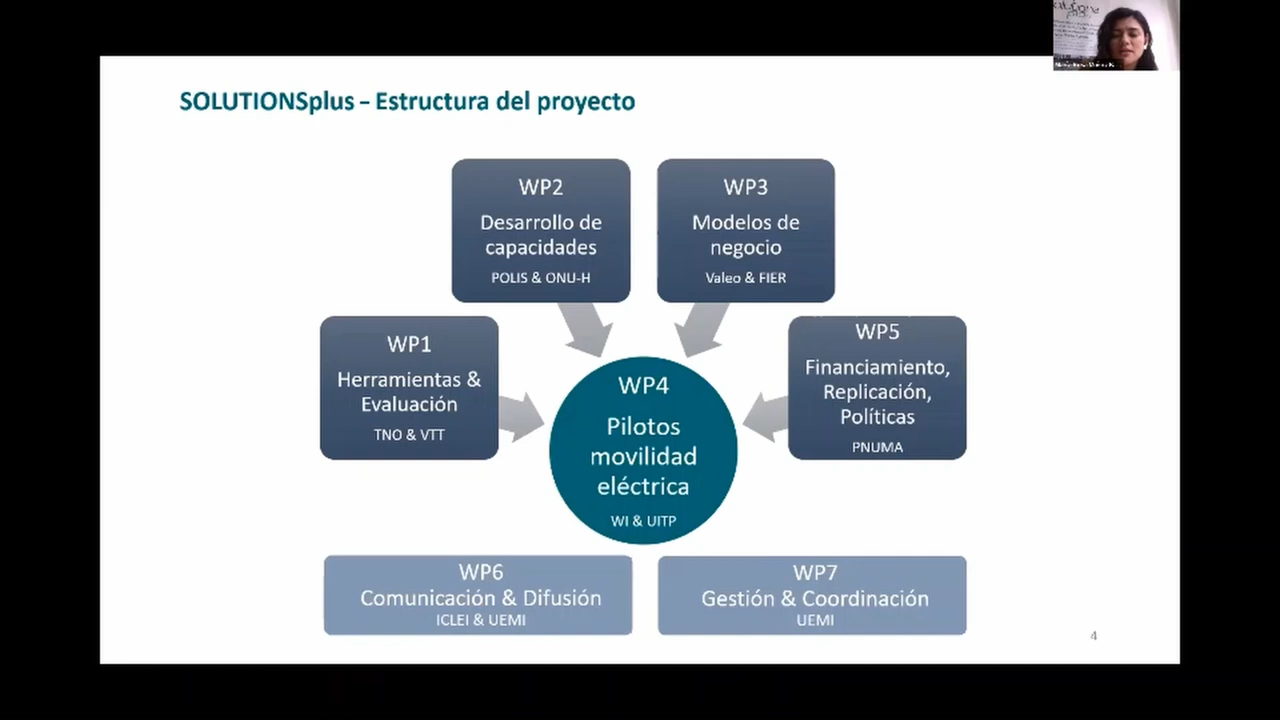 SOLUTIONSplus – Estructura del proyecto
WP2
Desarrollo de
capacidades
POLIS & ONU-H
WP3
Modelos de
negocio
Valeo & FIER
WP1
Herramientas &
Evaluación
TNO & VTT
WP4
Pilotos
movilidad
eléctrica
WI & UITP
WP5
Financiamiento,
Replicación,
Políticas
PNUMA
WP6
Comunicación & Difusión
ICLEI & UEMI
WP7
Gestión & Coordinación
UEMI
4